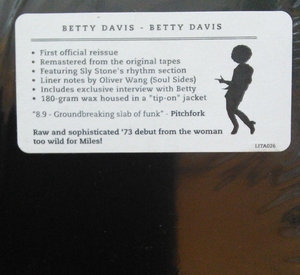 BETTY DAVIS - BETTY DAVIS
• First official reissue
• Remastered from the original tapes
• Featuring Sly Stone's rhythm section
• Liner notes by Oliver Wang (Soul Sides)
• Includes exclusive interview with Betty
• 180-gram wax housed in a "tip-on" jacket
"8.9 - Groundbreaking slab of funk" - Pitchfork
Raw and sophisticated '73 debut from the woman
too wild for Miles!
LITA026